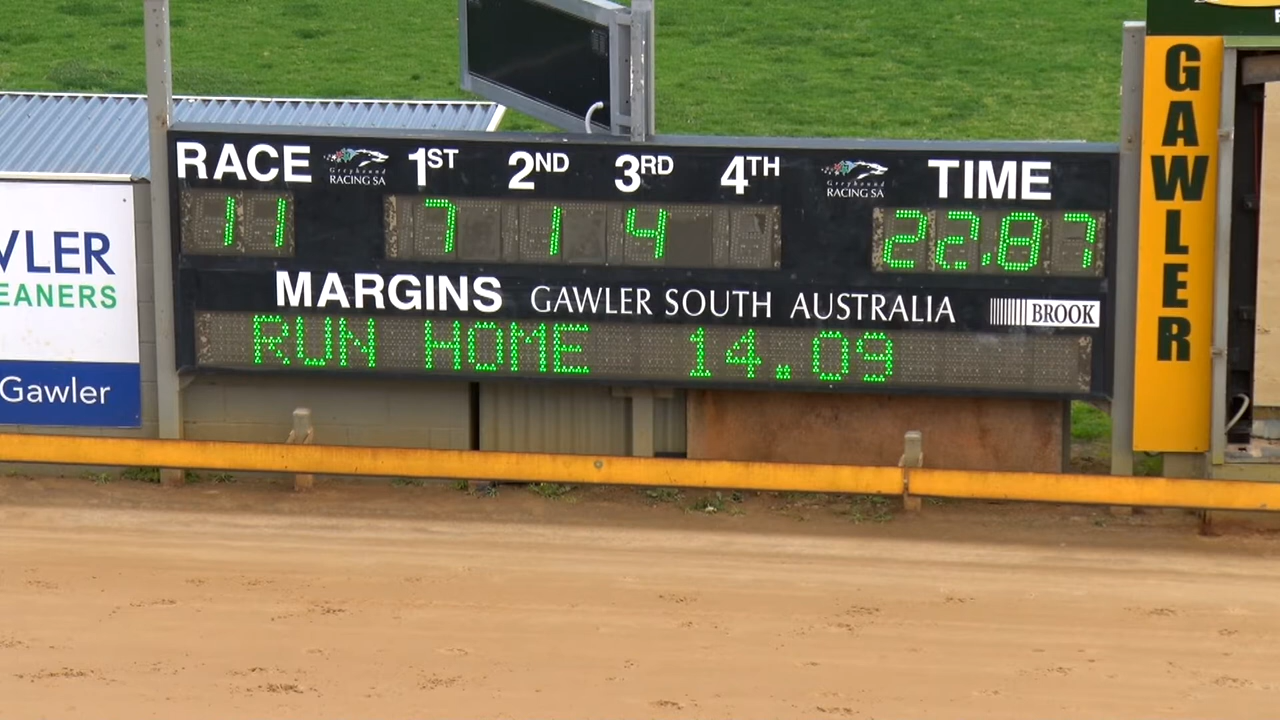 GAWLER
RACE 1ST 2ND 3RD 4TH TIME
Greyhound RACING SA
Greyhound RACING SA
11 7 1 4 22.87
MARGINS GAWLER SOUTH AUSTRALIA BROOK
RUN HOME 14.09
WLER
EANERS
Gawler